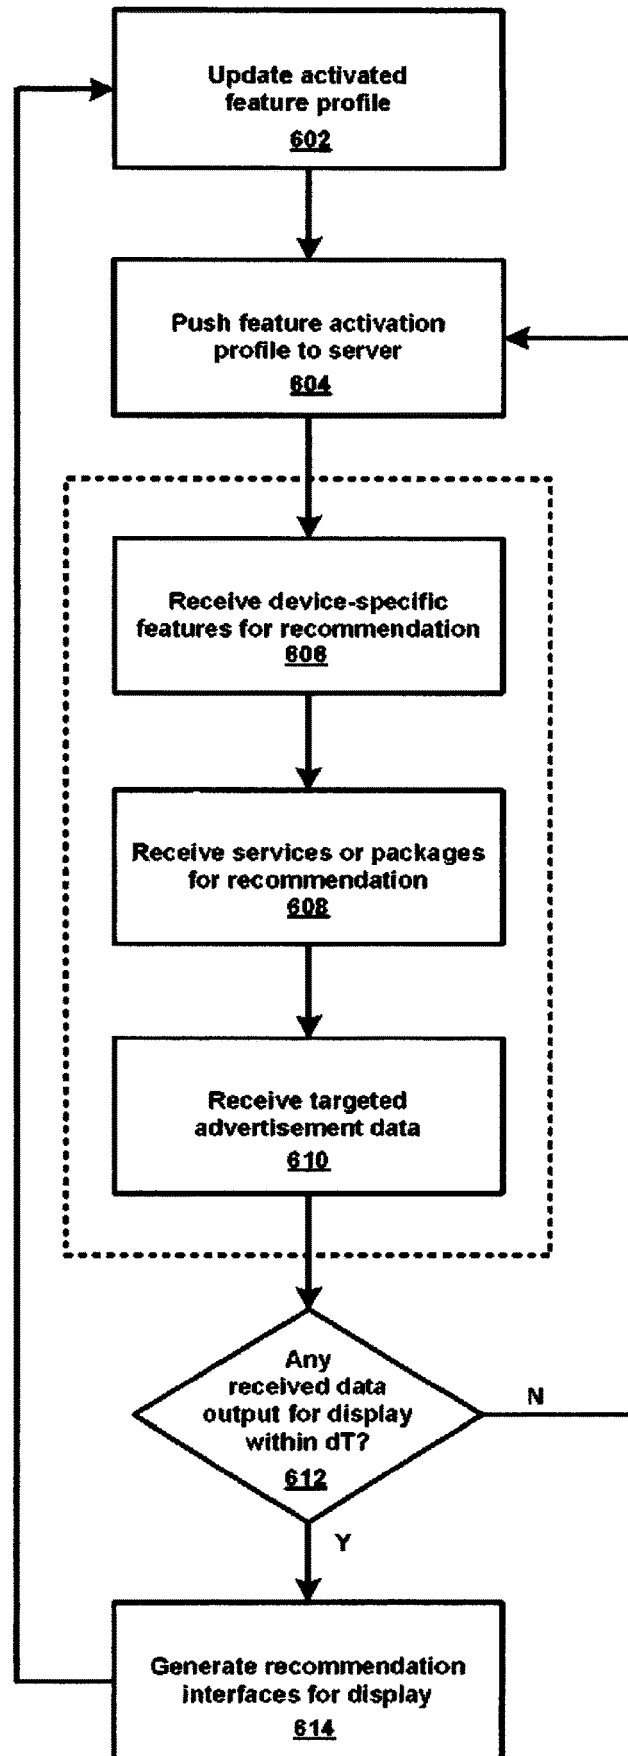 Update activated
feature profile
602
Push feature activation
profile to server
604
Receive device-specific
features for recommendation
606
Receive services or packages
for recommendation
608
Receive targeted
advertisement data
610
Any
received data
output for display
within dT?
612
N
Y
Generate recommendation
interfaces for display
614